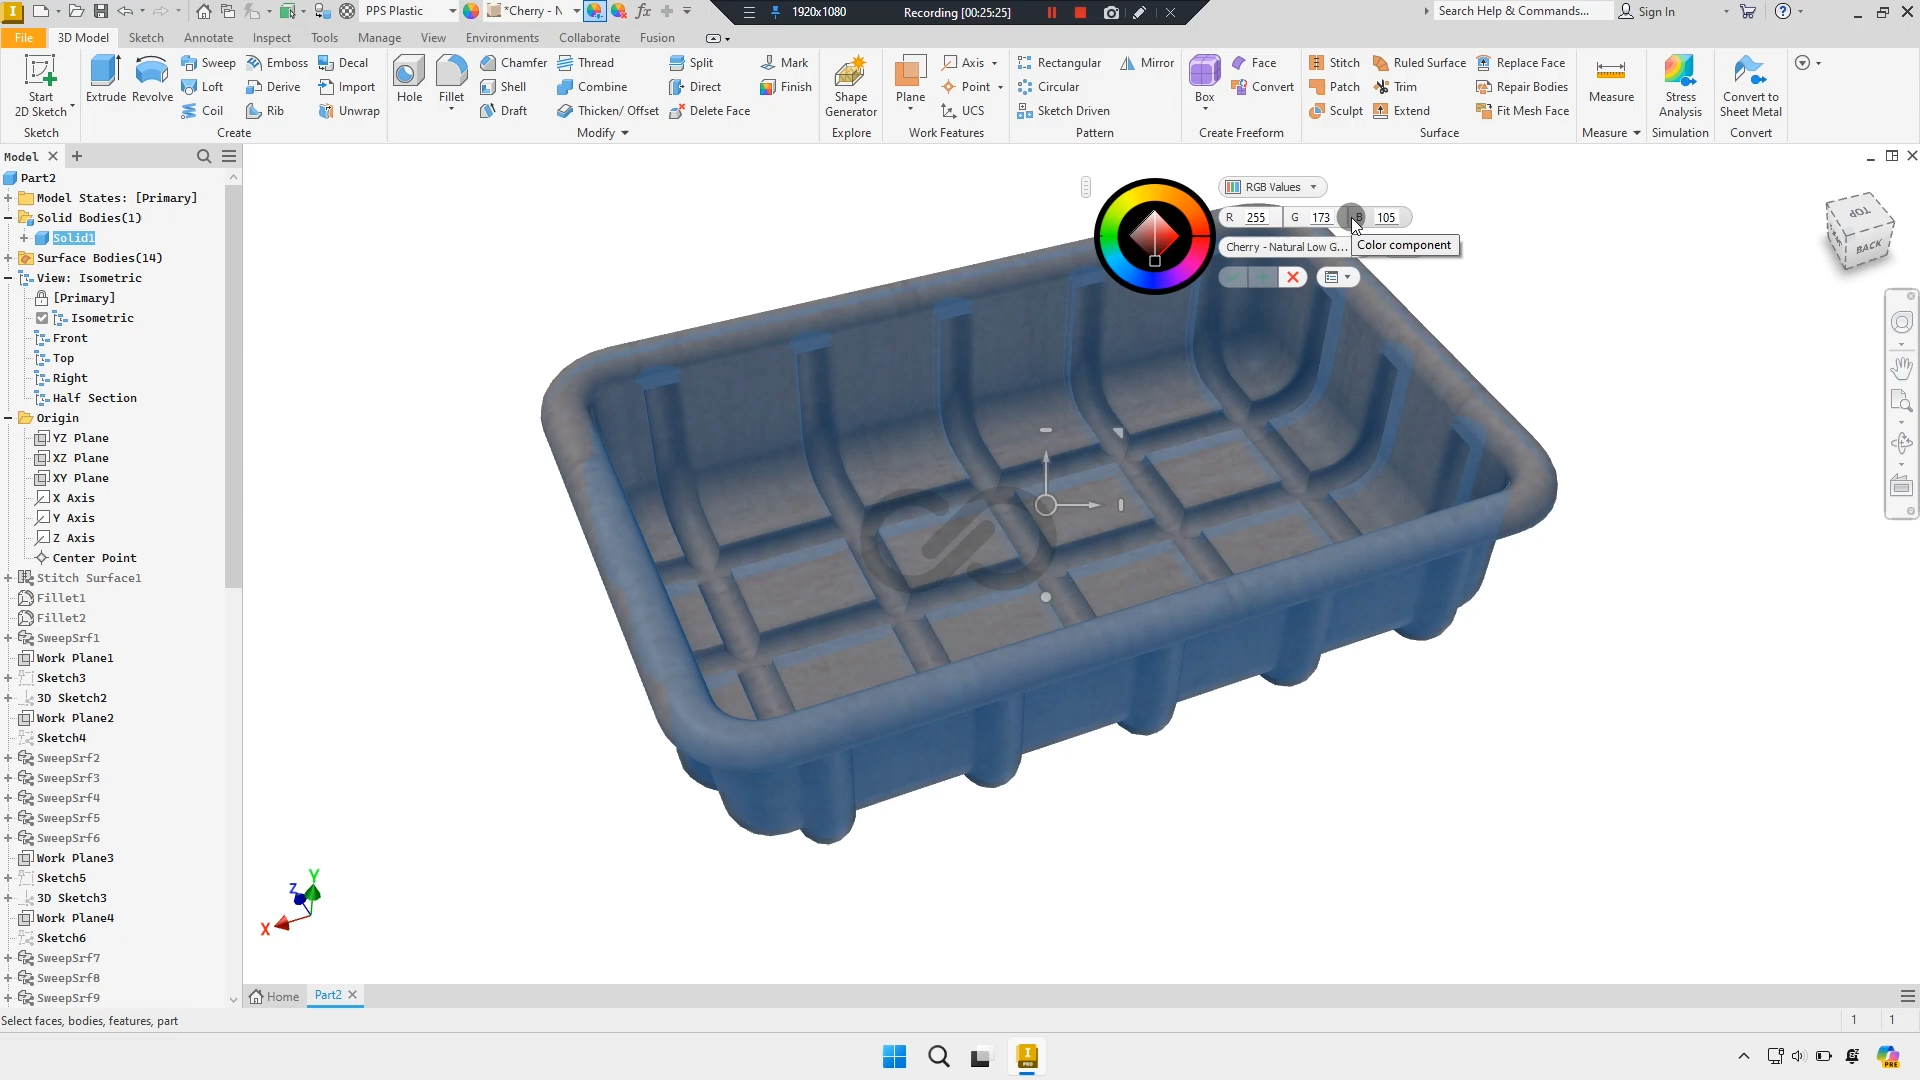 PPS Plastic
*Cherry - N
1920x1080
Recording [00:25:25]
Search Help & Commands...
Sign In
File
3D Model
Sketch
Annotate
Inspect
Tools
Manage
View
Environments
Collaborate
Fusion
Start
2D Sketch
Extrude
Revolve
Sweep
Loft
Coil
Emboss
Derive
Rib
Decal
Import
Unwrap
Hole
Fillet
Chamfer
Shell
Draft
Thread
Combine
Thicken/ Offset
Split
Direct
Delete Face
Mark
Finish
Shape
Generator
Plane
Axis
Point
UCS
Rectangular
Circular
Sketch Driven
Mirror
Box
Face
Convert
Stitch
Patch
Sculpt
Ruled Surface
Trim
Extend
Replace Face
Repair Bodies
Fit Mesh Face
Measure
Stress
Analysis
Convert to
Sheet Metal
Sketch
Create
Modify
Explore
Work Features
Pattern
Create Freeform
Surface
Measure
Simulation
Convert
Model
Part2
Model States: [Primary]
Solid Bodies(1)
Solid1
Surface Bodies(14)
View: Isometric
[Primary]
Isometric
Front
Top
Right
Half Section
Origin
YZ Plane
XZ Plane
XY Plane
X Axis
Y Axis
Z Axis
Center Point
Stitch Surface1
Fillet1
Fillet2
SweepSrf1
Work Plane1
Sketch3
3D Sketch2
Work Plane2
Sketch4
SweepSrf2
SweepSrf3
SweepSrf4
SweepSrf5
SweepSrf6
Work Plane3
Sketch5
3D Sketch3
Work Plane4
Sketch6
SweepSrf7
SweepSrf8
SweepSrf9
RGB Values
R 255 G 173 B 105
Cherry - Natural Low G...
Color component
TOP
BACK
X
Y
Z
Home
Part2
Select faces, bodies, features, part
1 1